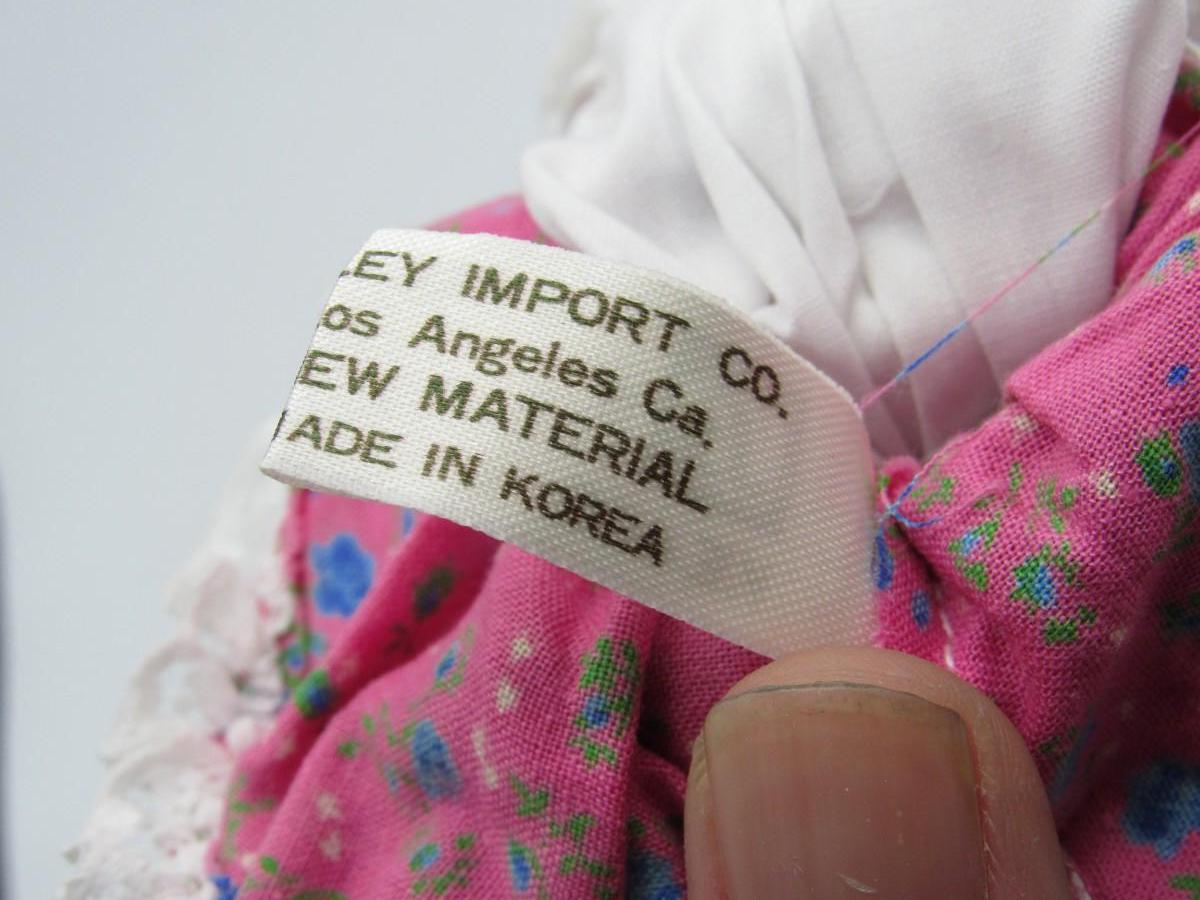 LEY IMPORT CO.
os Angeles Ca.
EW MATERIAL
ADE IN KOREA